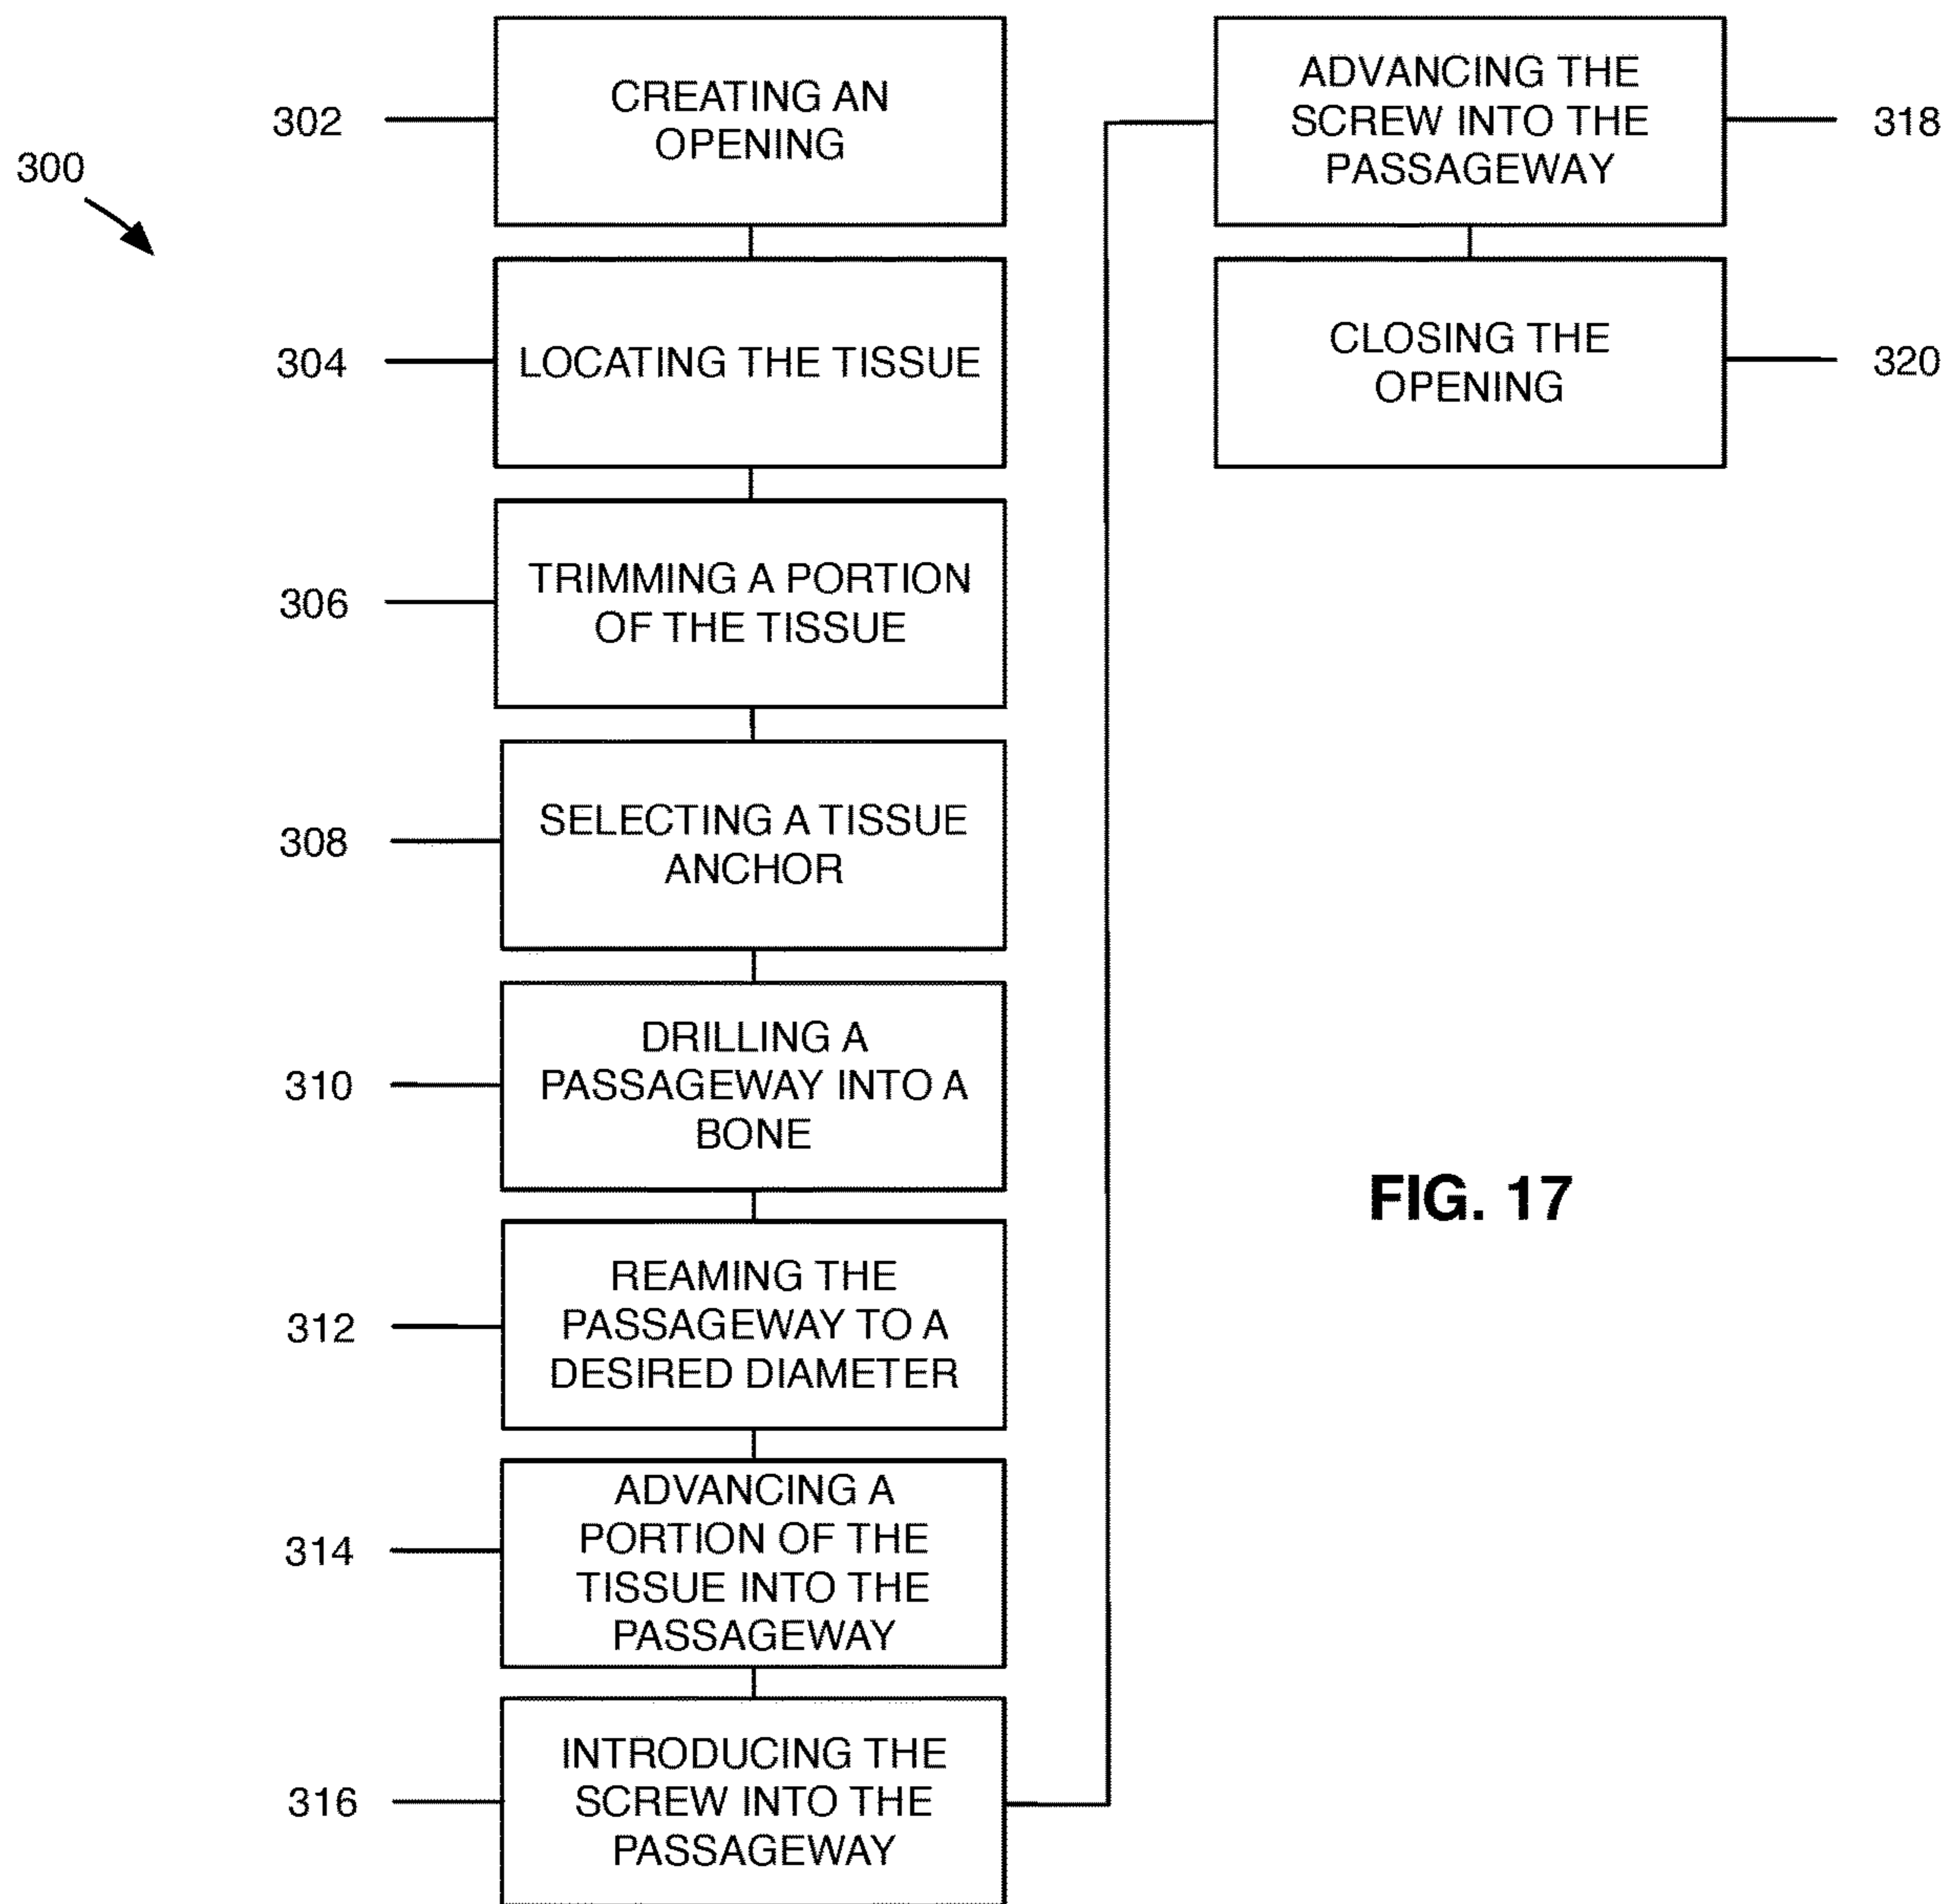 300
302
CREATING AN
OPENING
304
LOCATING THE TISSUE
306
TRIMMING A PORTION
OF THE TISSUE
308
SELECTING A TISSUE
ANCHOR
310
DRILLING A
PASSAGEWAY INTO A
BONE
312
REAMING THE
PASSAGEWAY TO A
DESIRED DIAMETER
314
ADVANCING A
PORTION OF THE
TISSUE INTO THE
PASSAGEWAY
316
INTRODUCING THE
SCREW INTO THE
PASSAGEWAY
ADVANCING THE
SCREW INTO THE
PASSAGEWAY
318
CLOSING THE
OPENING
320
FIG. 17